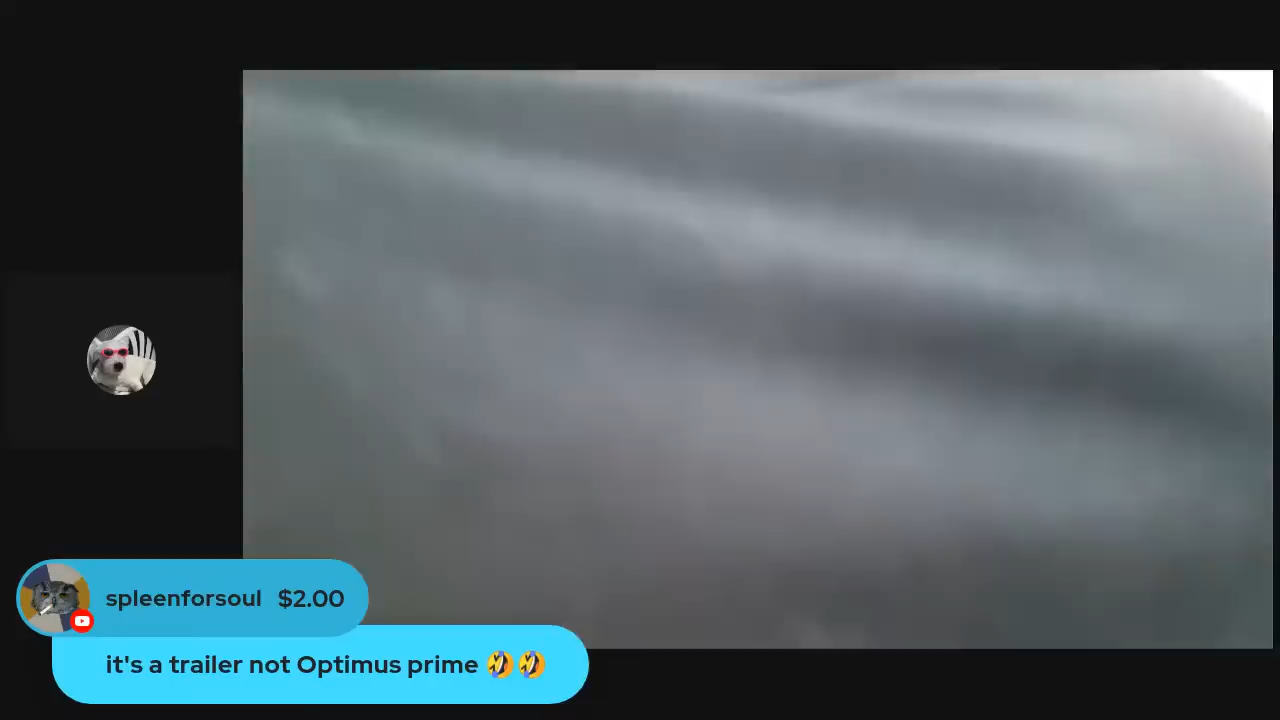 spleenforsoul $2.00
it's a trailer not Optimus prime 🤣🤣